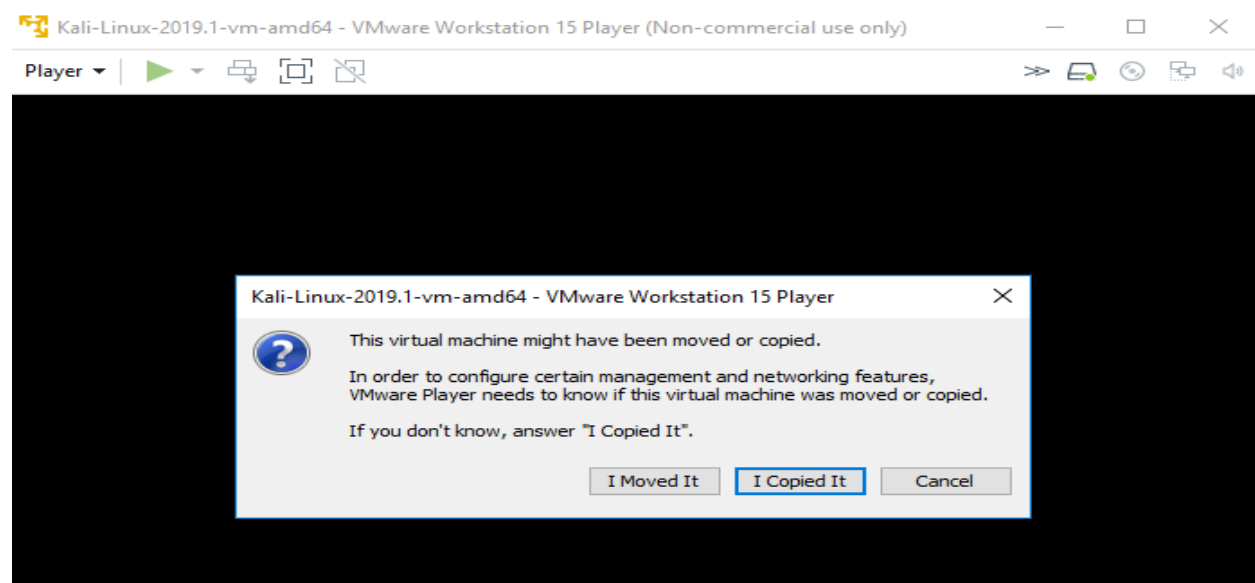 Kali-Linux-2019.1-vm-amd64 - VMware Workstation 15 Player (Non-commercial use only)
Player
Kali-Linux-2019.1-vm-amd64 - VMware Workstation 15 Player
This virtual machine might have been moved or copied.
In order to configure certain management and networking features,
VMware Player needs to know if this virtual machine was moved or copied.
If you don't know, answer "I Copied It".
I Moved It I Copied It Cancel